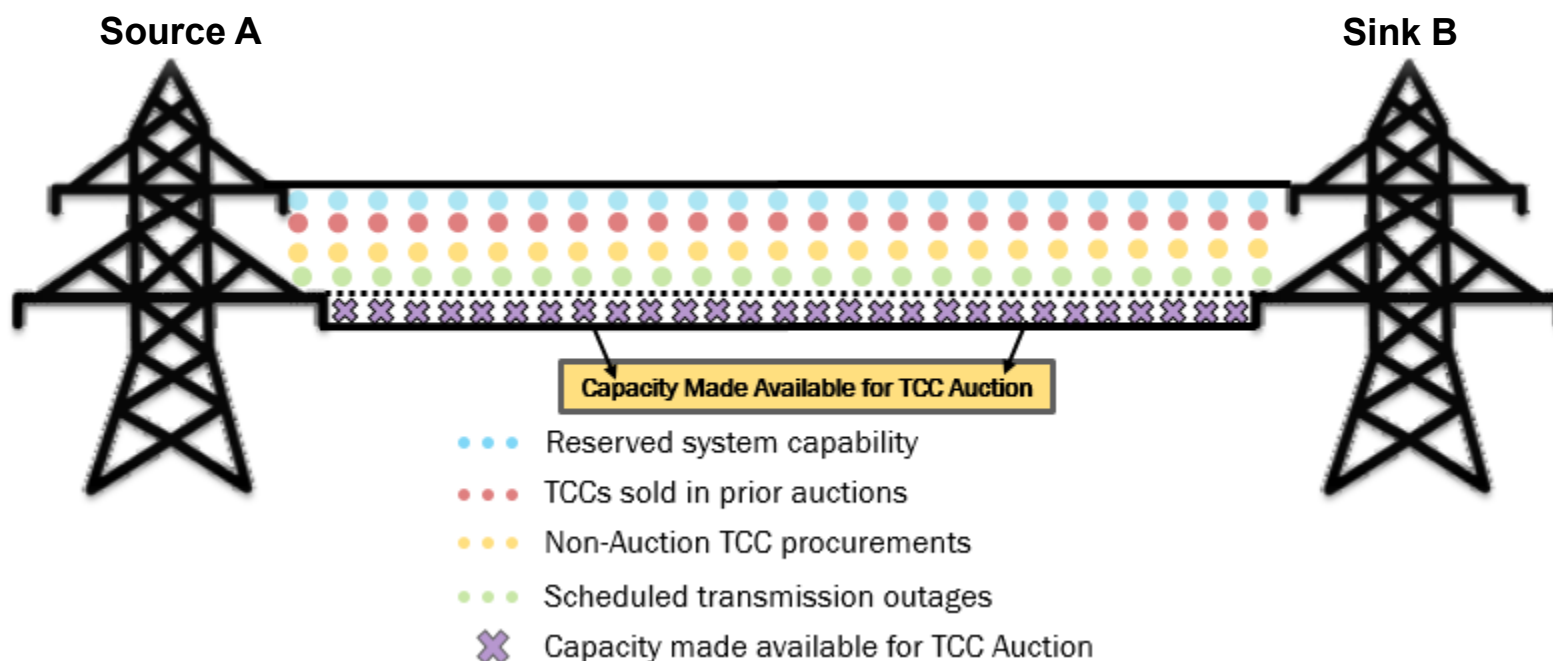 Source A
Sink B
Capacity Made Available for TCC Auction
Reserved system capability
TCCs sold in prior auctions
Non-Auction TCC procurements
Scheduled transmission outages
Capacity made available for TCC Auction